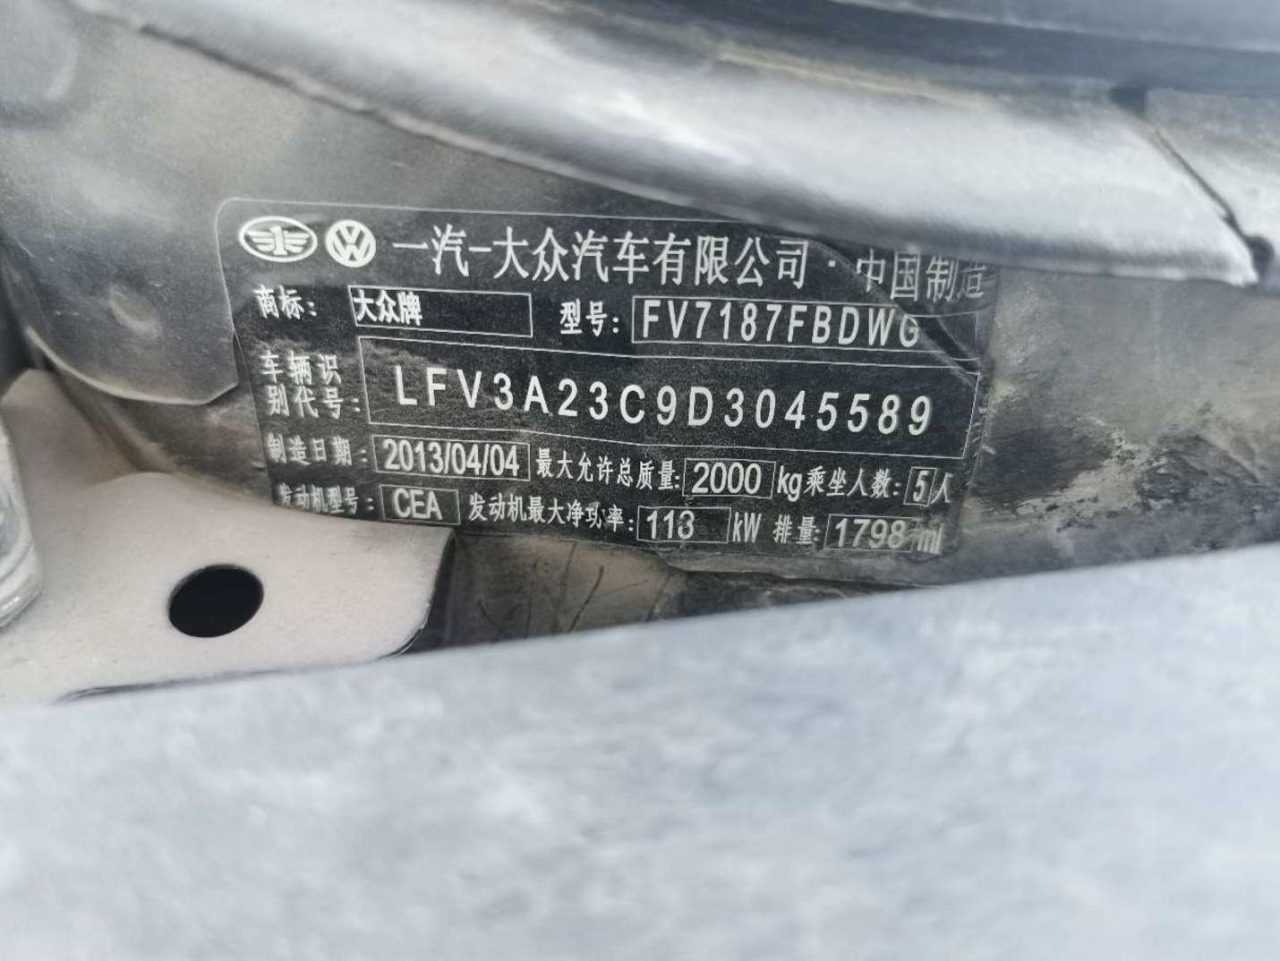 一汽-大众汽车有限公司·中国制造
商标: 大众牌 型号: FV7187FBDWG
车辆识别代号: LFV3A23C9D3045589
制造日期: 2013/04/04 最大允许总质量: 2000 kg 乘坐人数: 5 人
发动机型号: CEA 发动机最大净功率: 118 kW 排量: 1798 ml